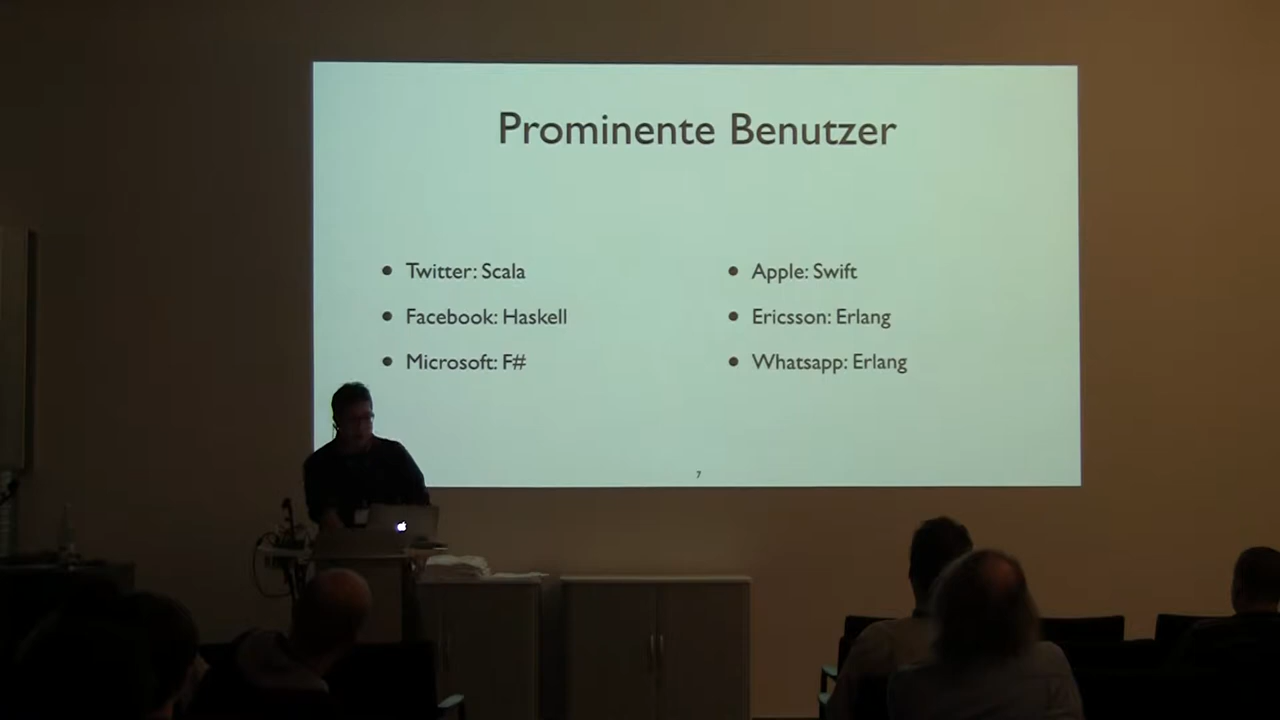 Prominente Benutzer
• Twitter: Scala
• Facebook: Haskell
• Microsoft: F#
• Apple: Swift
• Ericsson: Erlang
• Whatsapp: Erlang
7